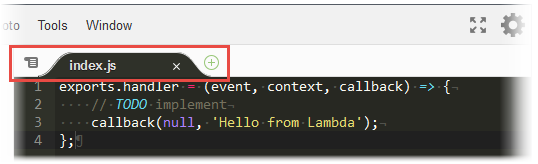 oto Tools Window
index.js ×
1 exports.handler = (event, context, callback) => {
2     // TODO implement
3     callback(null, 'Hello from Lambda');
4 };